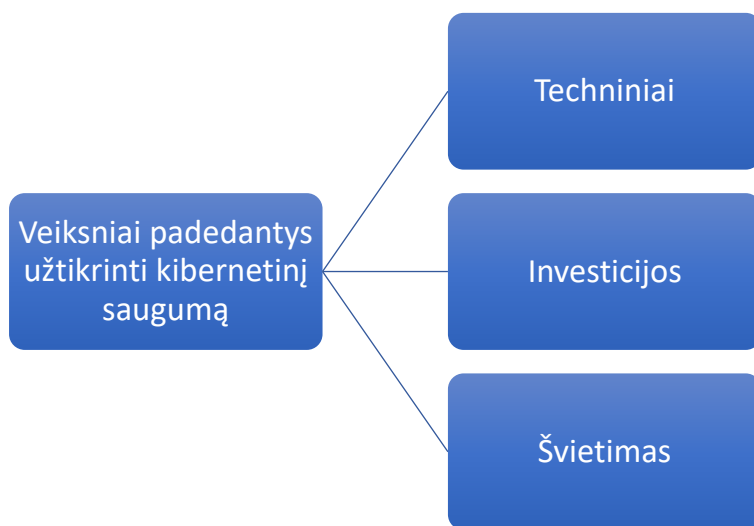 Techniniai
Veiksniai padedantys
užtikrinti kibernetinį
saugumą
Investicijos
Švietimas